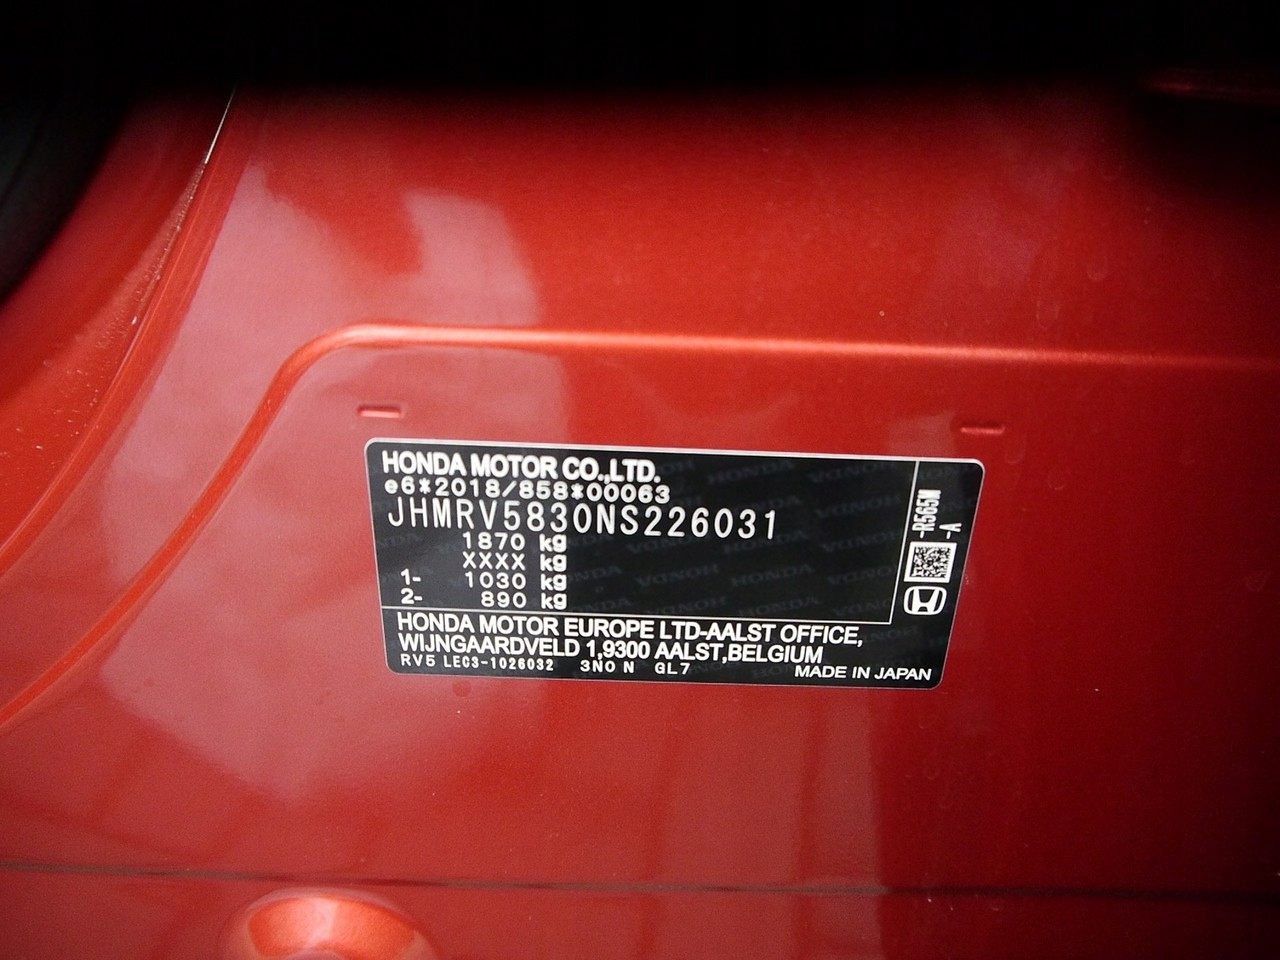 HONDA MOTOR CO.,LTD.
e6*2018/858*00063
JHMRV5830NS226031
1870 kg
XXXX kg
1- 1030 kg
2- 890 kg
HONDA MOTOR EUROPE LTD-AALST OFFICE,
WIJNGAARDVELD 1,9300 AALST,BELGIUM
RV5 LEC3-1026032 3NO N GL7
MADE IN JAPAN
-R565M
-A